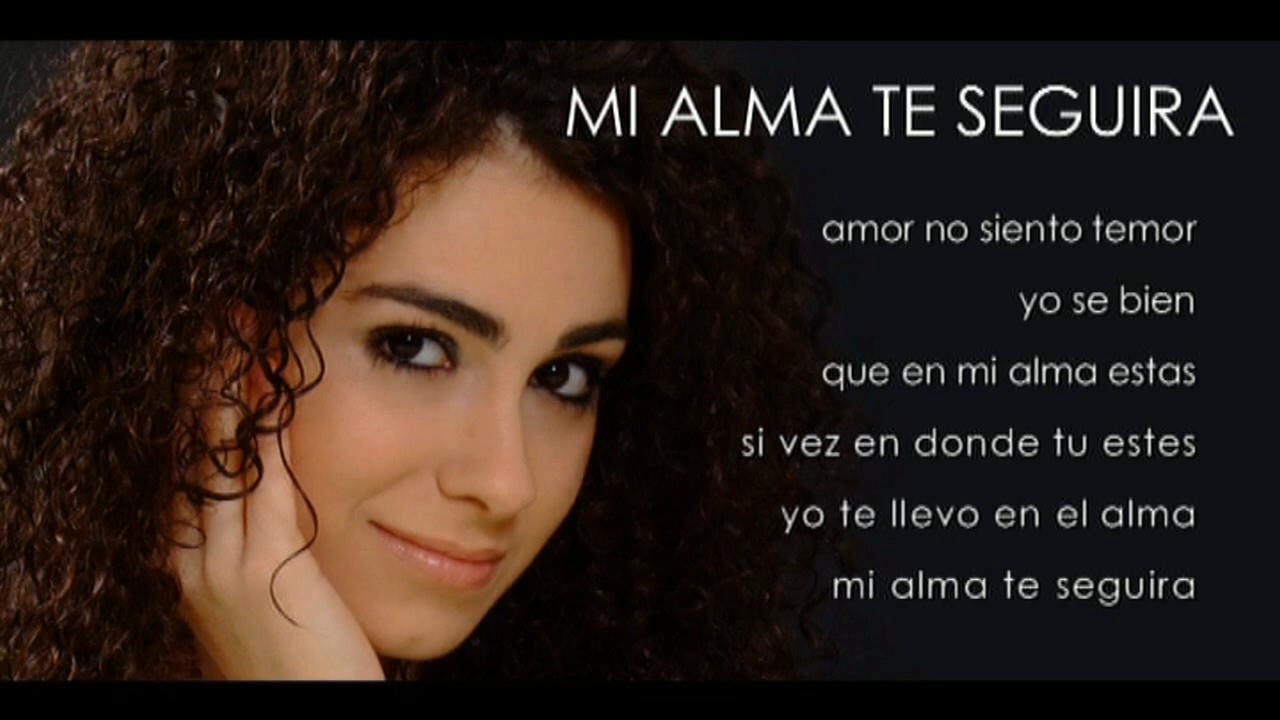 MI ALMA TE SEGUIRA
amor no siento temor
yo se bien
que en mi alma estas
si vez en donde tu estes
yo te llevo en el alma
mi alma te seguira